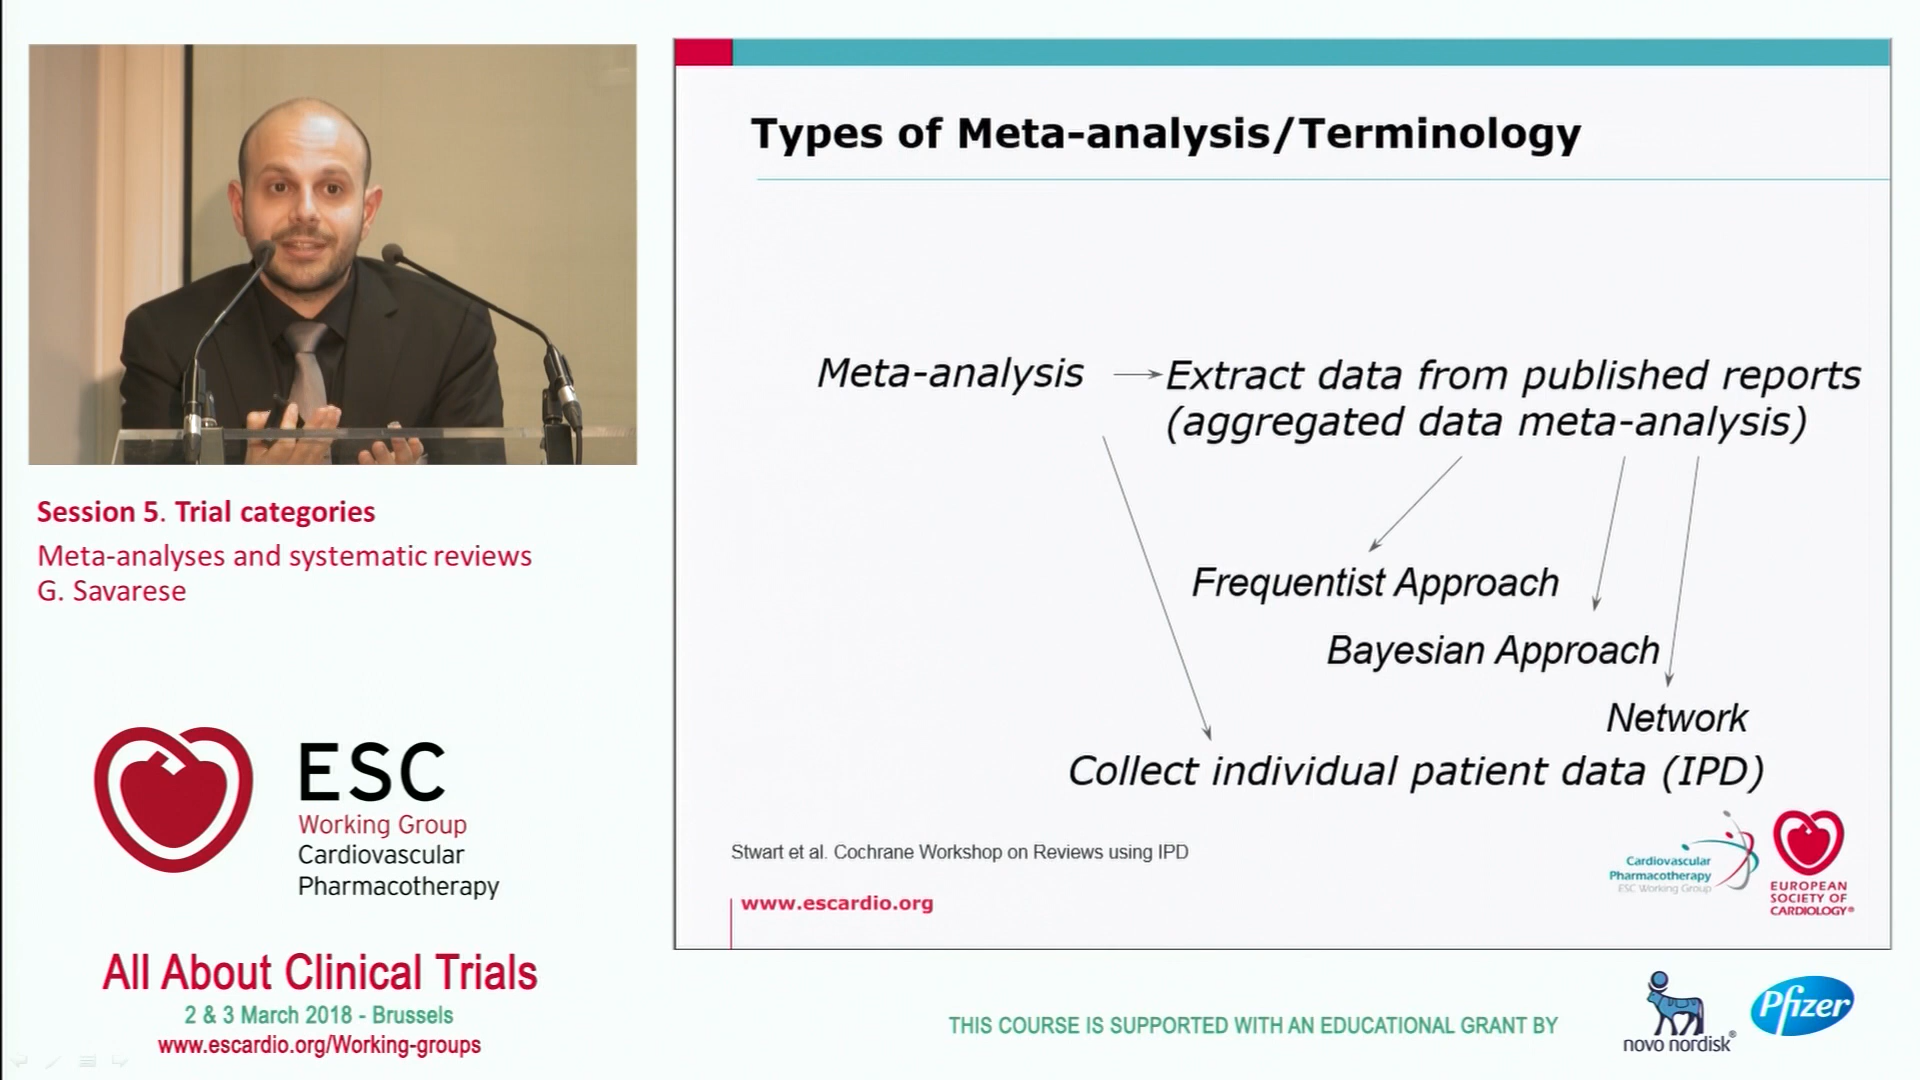 Session 5. Trial categories
Meta-analyses and systematic reviews
G. Savarese
ESC
Working Group
Cardiovascular
Pharmacotherapy
All About Clinical Trials
2 & 3 March 2018 - Brussels
www.escardio.org/Working-groups
Types of Meta-analysis/Terminology
Meta-analysis
Extract data from published reports
(aggregated data meta-analysis)
Frequentist Approach
Bayesian Approach
Network
Collect individual patient data (IPD)
Stwart et al. Cochrane Workshop on Reviews using IPD
www.escardio.org
Cardiovascular
Pharmacotherapy
ESC Working Group
EUROPEAN
SOCIETY OF
CARDIOLOGY®
THIS COURSE IS SUPPORTED WITH AN EDUCATIONAL GRANT BY
novo nordisk®
Pfizer